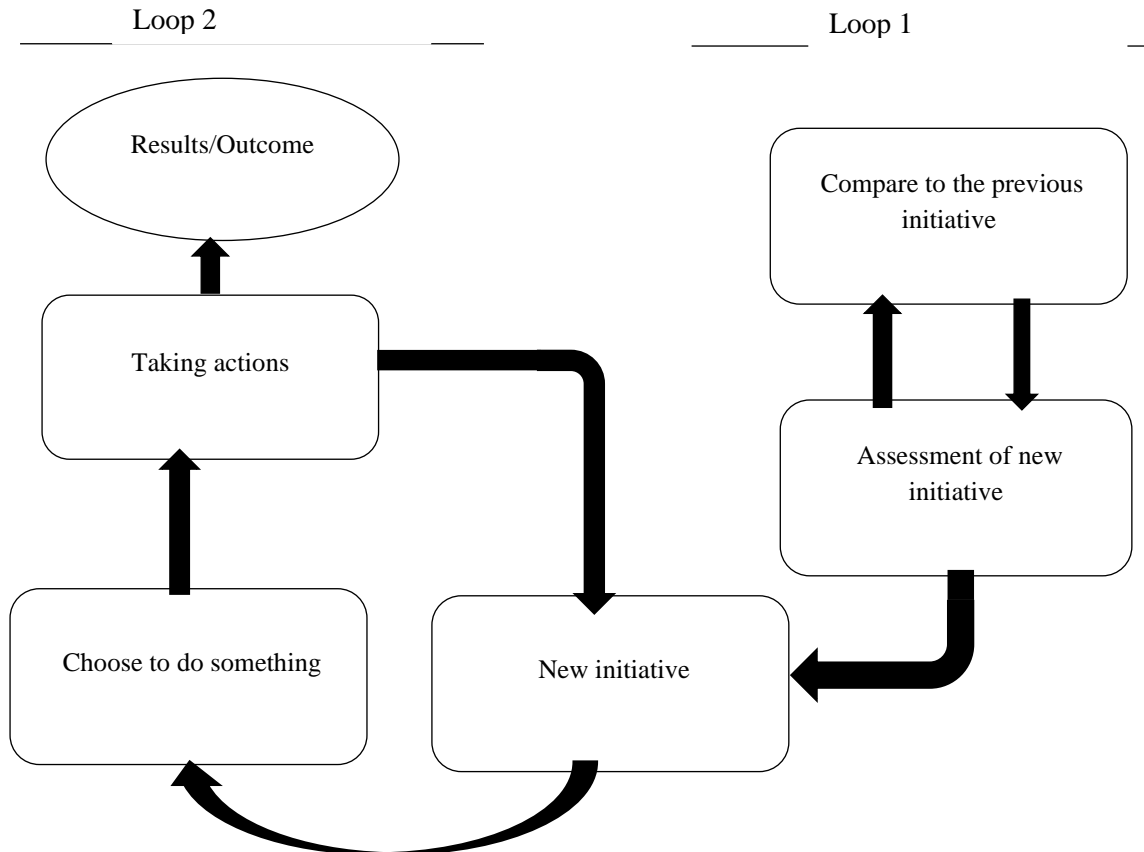 Loop 2
Loop 1
Results/Outcome
Compare to the previous
initiative
Taking actions
Assessment of new
initiative
Choose to do something
New initiative